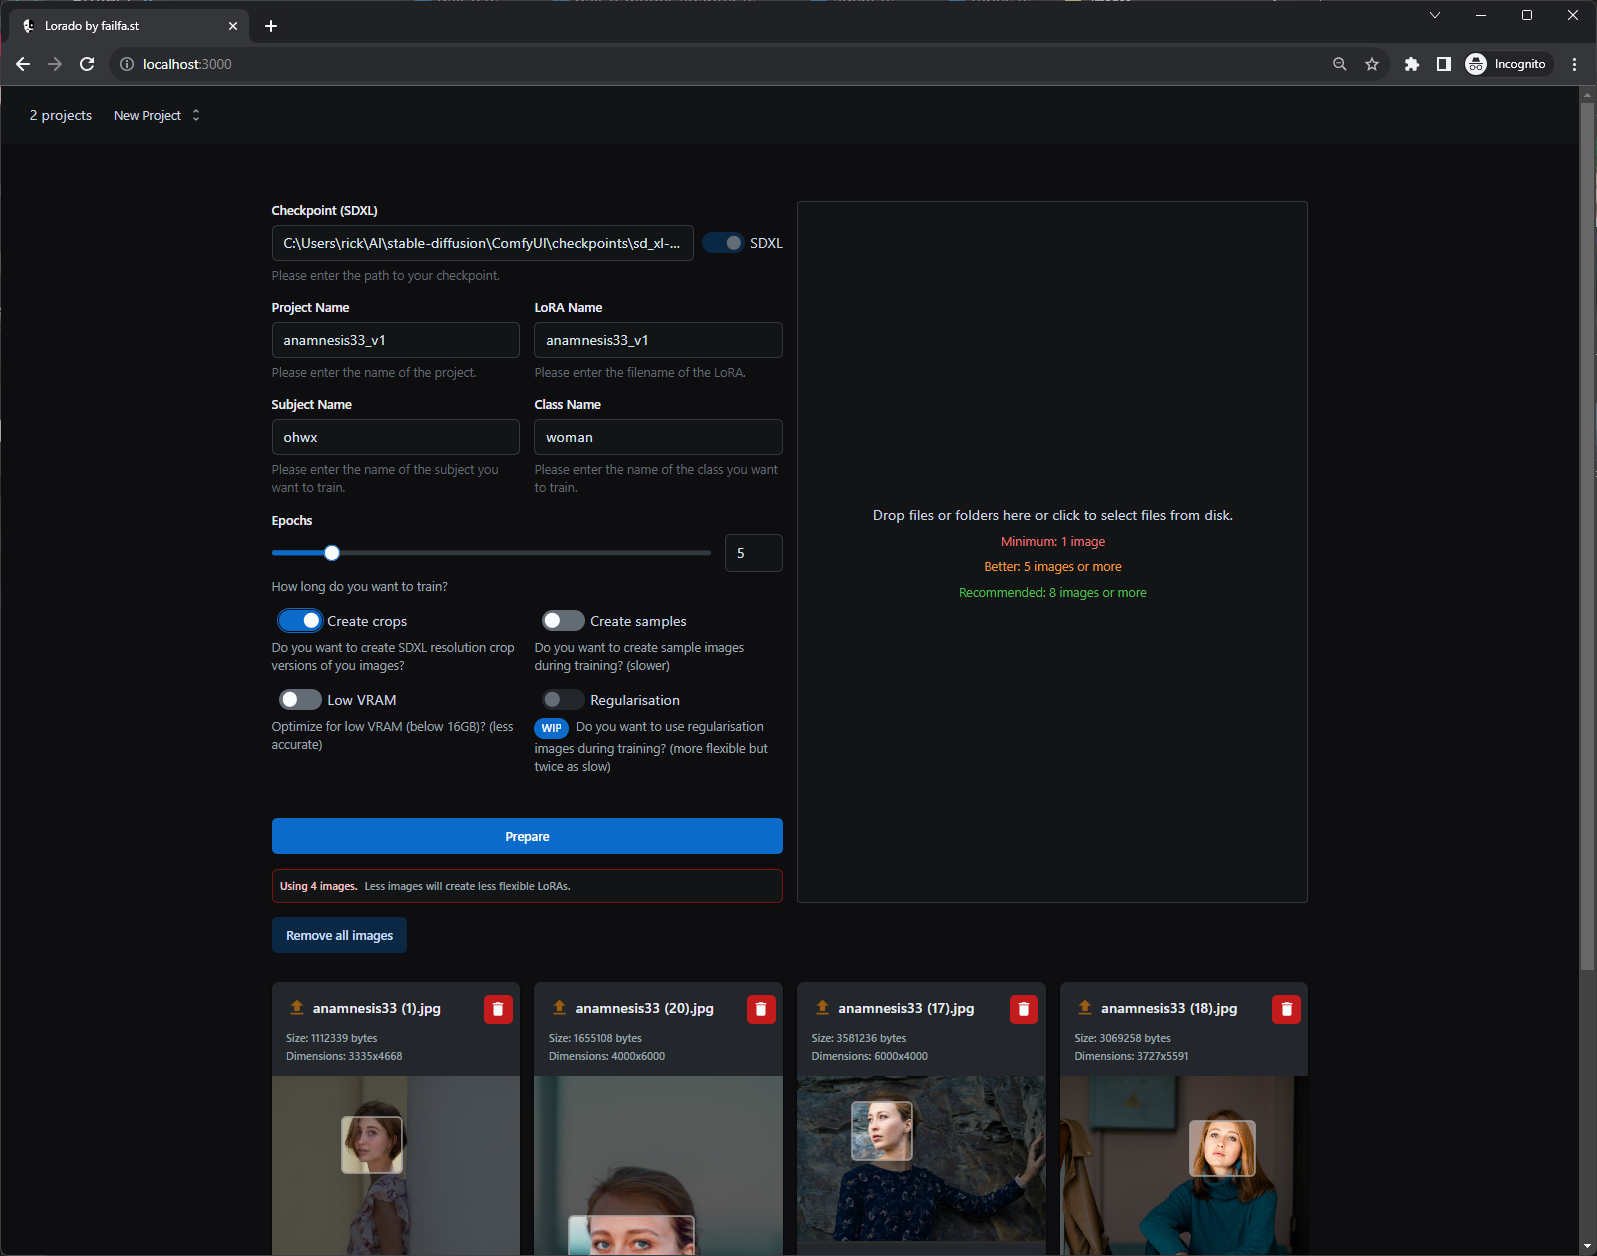 Lorado by failfa.st
localhost:3000
Incognito
2 projects New Project
Checkpoint (SDXL)
C:\Users\rick\AI\stable-diffusion\ComfyUI\checkpoints\sd_xl-...
SDXL
Please enter the path to your checkpoint.
Project Name
anamnesis33_v1
Please enter the name of the project.
LoRA Name
anamnesis33_v1
Please enter the filename of the LoRA.
Subject Name
ohwx
Please enter the name of the subject you
want to train.
Class Name
woman
Please enter the name of the class you want
to train.
Epochs
5
How long do you want to train?
Create crops
Do you want to create SDXL resolution crop
versions of you images?
Create samples
Do you want to create sample images
during training? (slower)
Low VRAM
Optimize for low VRAM (below 16GB)? (less
accurate)
Regularisation
WIP Do you want to use regularisation
images during training? (more flexible but
twice as slow)
Prepare
Using 4 images. Less images will create less flexible LoRAs.
Drop files or folders here or click to select files from disk.
Minimum: 1 image
Better: 5 images or more
Recommended: 8 images or more
Remove all images
anamnesis33 (1).jpg
Size: 1112339 bytes
Dimensions: 3335x4668
anamnesis33 (20).jpg
Size: 1655108 bytes
Dimensions: 4000x6000
anamnesis33 (17).jpg
Size: 3581236 bytes
Dimensions: 6000x4000
anamnesis33 (18).jpg
Size: 3069258 bytes
Dimensions: 3727x5591